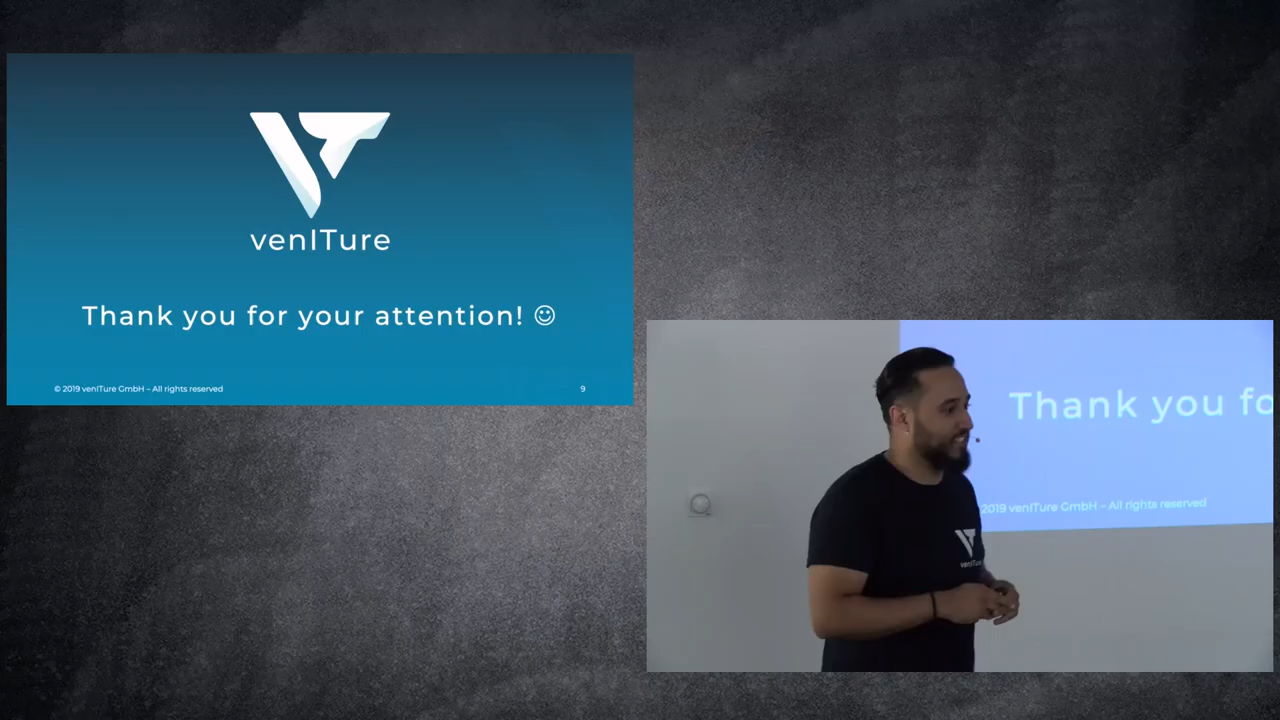 venITure
Thank you for your attention! ☺
© 2019 venITure GmbH – All rights reserved
9
Thank you fo
2019 venITure GmbH – All rights reserved
venITure